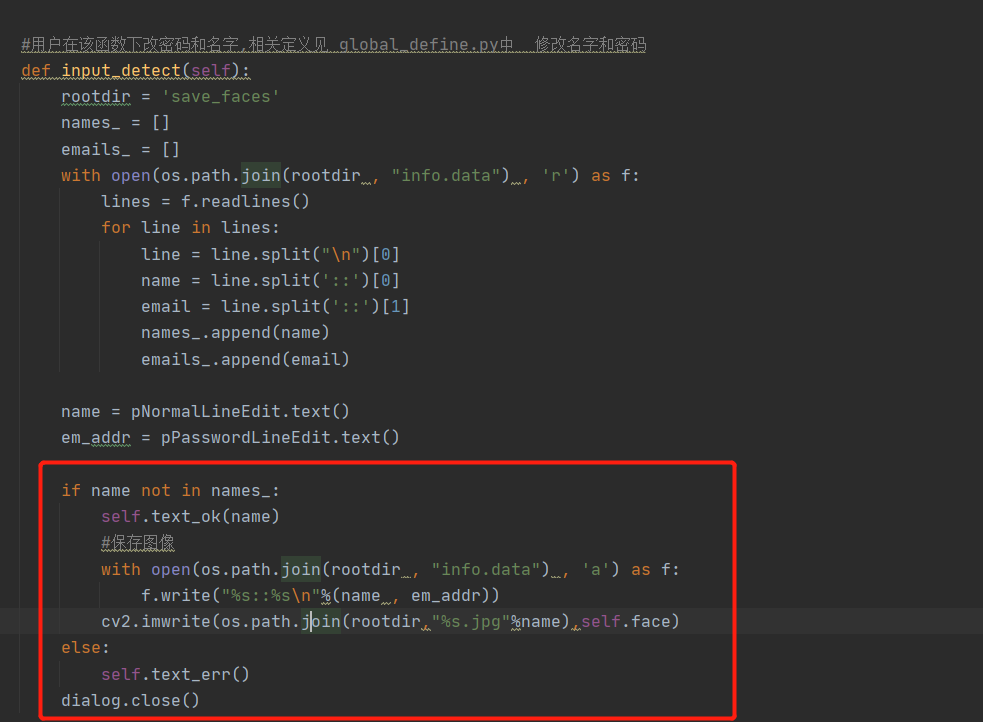 #用户在该函数下改密码和名字,相关定义见 global_define.py中  修改名字和密码
def input_detect(self):
    rootdir = 'save_faces'
    names_ = []
    emails_ = []
    with open(os.path.join(rootdir , "info.data") , 'r') as f:
        lines = f.readlines()
        for line in lines:
            line = line.split("\n")[0]
            name = line.split('::')[0]
            email = line.split('::')[1]
            names_.append(name)
            emails_.append(email)
    name = pNormalLineEdit.text()
    em_addr = pPasswordLineEdit.text()
    if name not in names_:
        self.text_ok(name)
        #保存图像
        with open(os.path.join(rootdir , "info.data") , 'a') as f:
            f.write("%s::%s\n"%(name , em_addr))
        cv2.imwrite(os.path.join(rootdir,"%s.jpg"%name),self.face)
    else:
        self.text_err()
    dialog.close()